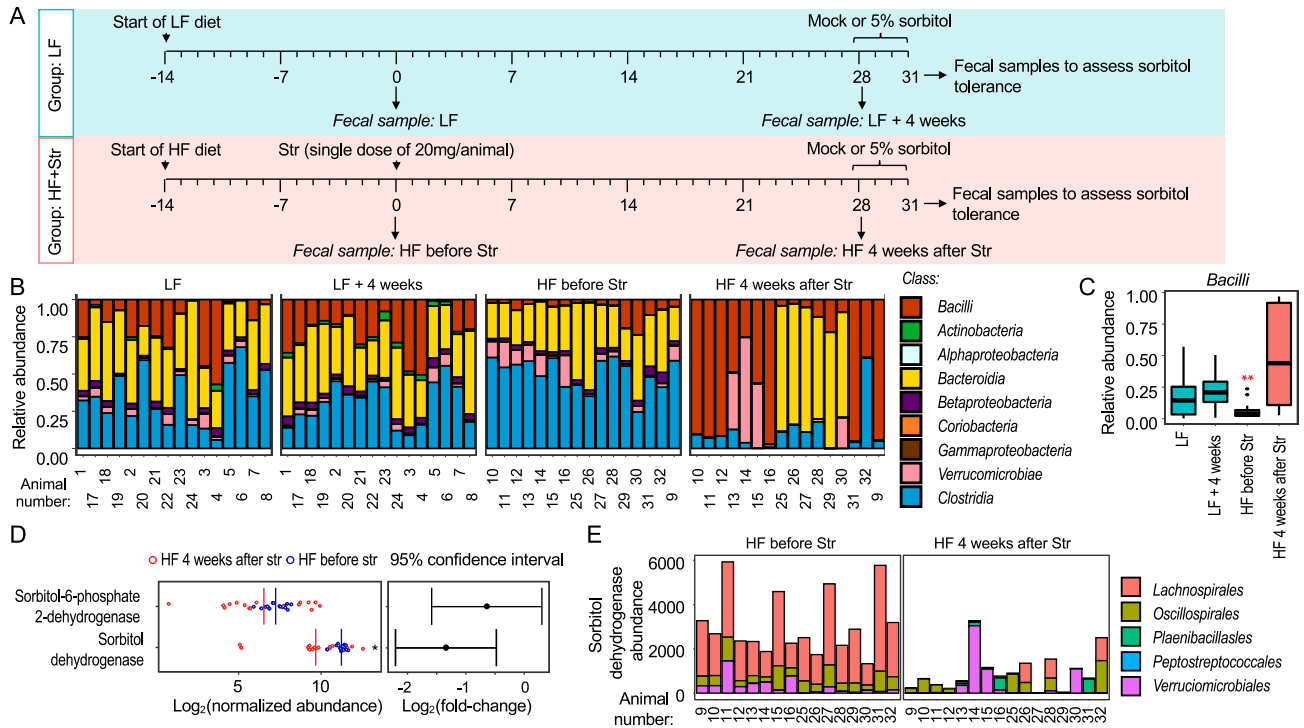 A
Group: LF
Start of LF diet
Mock or 5% sorbitol
-14 -7 0 7 14 21 28 31
Fecal samples to assess sorbitol
tolerance
Fecal sample: LF
Fecal sample: LF + 4 weeks
Group: HF+Str
Start of HF diet
Str (single dose of 20mg/animal)
Mock or 5% sorbitol
-14 -7 0 7 14 21 28 31
Fecal samples to assess sorbitol
tolerance
Fecal sample: HF before Str
Fecal sample: HF 4 weeks after Str
B
LF
LF + 4 weeks
HF before Str
HF 4 weeks after Str
Relative abundance
1.00
0.75
0.50
0.25
0.00
Animal
number:
1 17 18 19 2 20 21 22 23 24 3 4 5 6 7 8
1 17 18 19 2 20 21 22 23 24 3 4 5 6 7 8
10 11 12 13 14 15 16 25 26 27 28 29 30 31 32 9
10 11 12 13 14 15 16 25 26 27 28 29 30 31 32 9
Class:
Bacilli
Actinobacteria
Alphaproteobacteria
Bacteroidia
Betaproteobacteria
Coriobacteria
Gammaproteobacteria
Verrucomicrobiae
Clostridia
C
Bacilli
Relative abundance
1.00
0.75
0.50
0.25
0.00
**
LF
LF + 4 weeks
HF before Str
HF 4 weeks after Str
D
HF 4 weeks after str
HF before str
95% confidence interval
Sorbitol-6-phosphate
2-dehydrogenase
Sorbitol
dehydrogenase
*
5 10
-2 -1 0
Log2(normalized abundance)
Log2(fold-change)
E
HF before Str
HF 4 weeks after Str
Sorbitol
dehydrogenase
abundance
6000
4000
2000
0
Animal
number:
9 10 11 12 13 14 15 16 25 26 27 28 29 30 31 32
9 10 11 12 13 14 15 16 25 26 27 28 29 30 31 32
Lachnospirales
Oscillospirales
Plaenibacillasles
Peptostreptococcales
Verruciomicrobiales